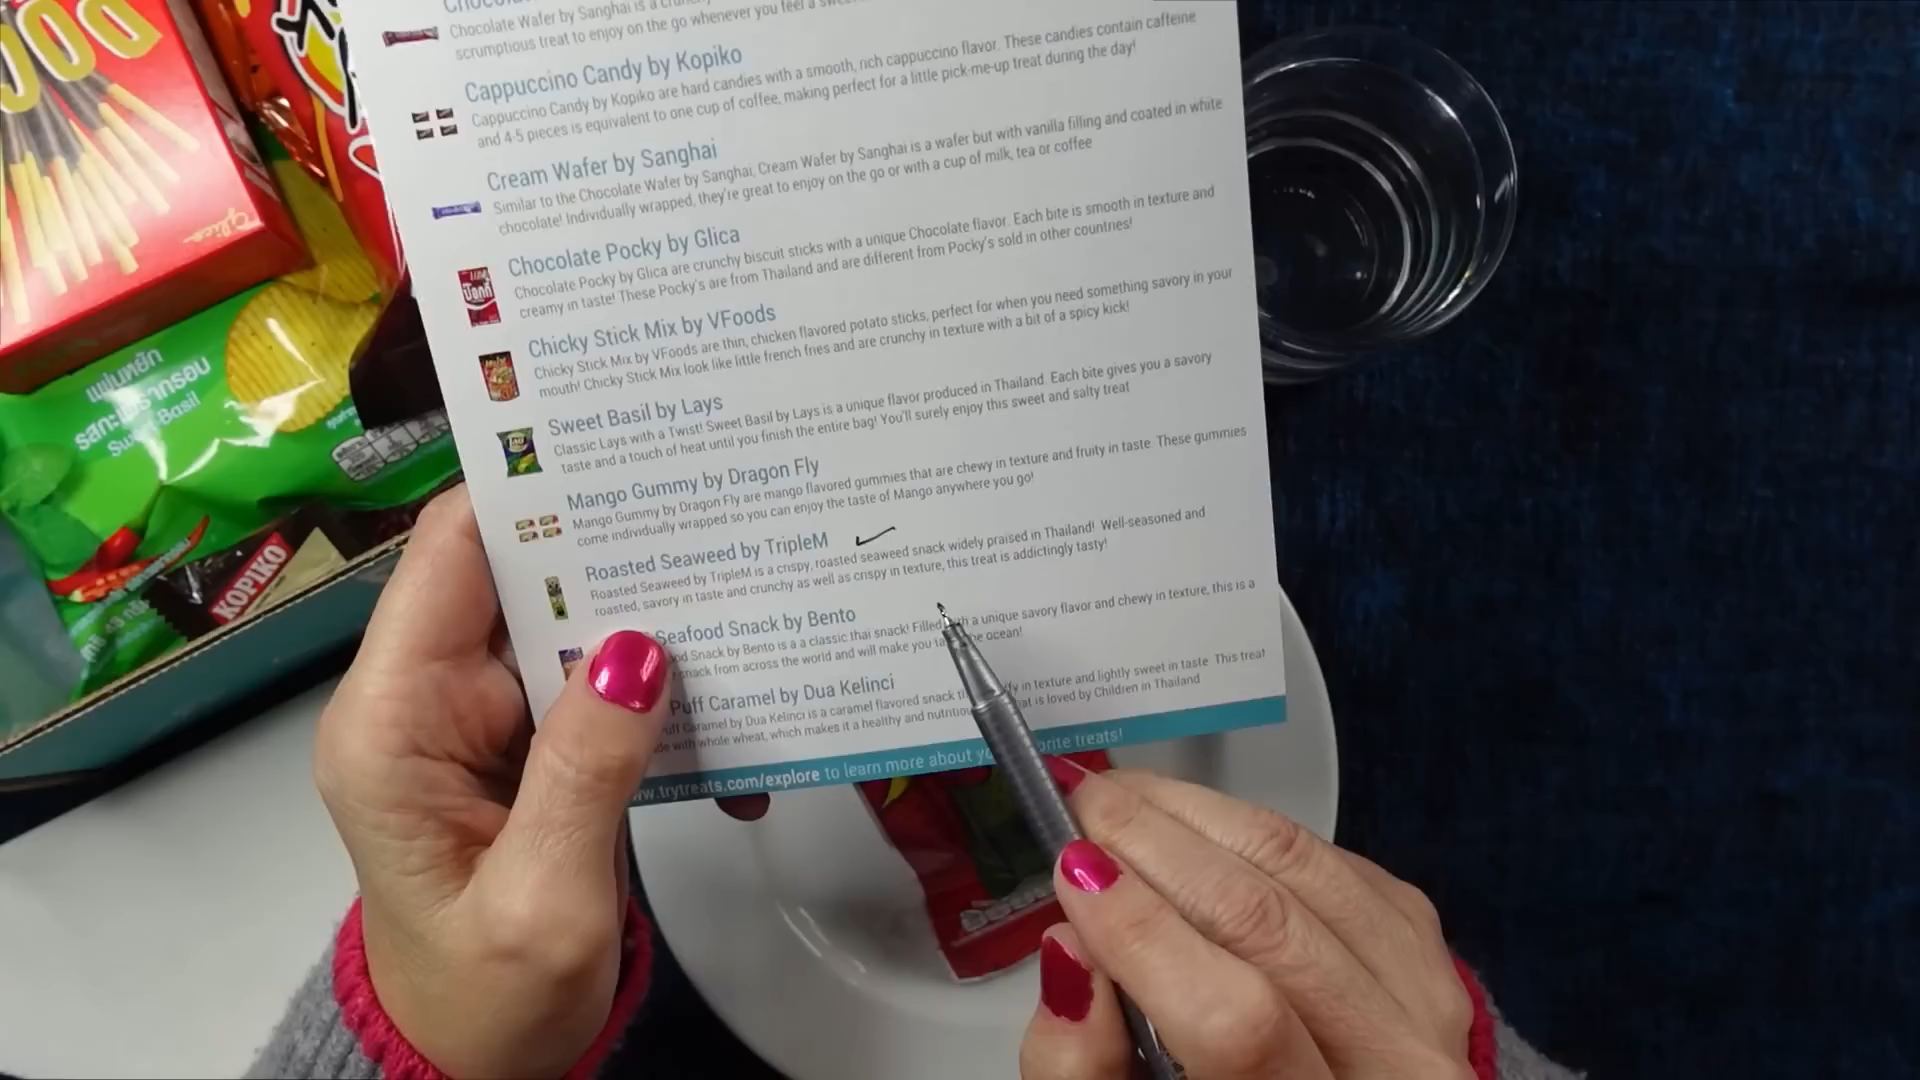 Chocolate Wafer by Sanghai is a crunchy
scrumptious treat to enjoy on the go whenever you feel a
Cappuccino Candy by Kopiko
Cappuccino Candy by Kopiko are hard candies with a smooth, rich cappuccino flavor. These candies contain caffeine
and 4-5 pieces is equivalent to one cup of coffee, making perfect for a little pick-me-up treat during the day!
Cream Wafer by Sanghai
Similar to the Chocolate Wafer by Sanghai, Cream Wafer by Sanghai is a wafer but with vanilla filling and coated in white
chocolate! Individually wrapped, they're great to enjoy on the go or with a cup of milk, tea or coffee
Chocolate Pocky by Glica
Chocolate Pocky by Glica are crunchy biscuit sticks with a unique Chocolate flavor. Each bite is smooth in texture and
creamy in taste! These Pocky's are from Thailand and are different from Pocky's sold in other countries!
Chicky Stick Mix by VFoods
Chicky Stick Mix by VFoods are thin, chicken flavored potato sticks, perfect for when you need something savory in your
mouth! Chicky Stick Mix look like little french fries and are crunchy in texture with a bit of a spicy kick!
Sweet Basil by Lays
Classic Lays with a Twist! Sweet Basil by Lays is a unique flavor produced in Thailand. Each bite gives you a savory
taste and a touch of heat until you finish the entire bag! You'll surely enjoy this sweet and salty treat
Mango Gummy by Dragon Fly
Mango Gummy by Dragon Fly are mango flavored gummies that are chewy in texture and fruity in taste. These gummies
come individually wrapped so you can enjoy the taste of Mango anywhere you go!
Roasted Seaweed by TripleM
Roasted Seaweed by TripleM is a crispy, roasted seaweed snack widely praised in Thailand! Well-seasoned and
roasted, savory in taste and crunchy as well as crispy in texture, this treat is addictingly tasty!
Seafood Snack by Bento
Snack by Bento is a classic thai snack! Filled a unique savory flavor and chewy in texture, this is a
snack from across the world and will make you ocean!
Puff Caramel by Dua Kelinci
Caramel by Dua Kelinci is a caramel flavored snack in texture and lightly sweet in taste. This treat
with whole wheat, which makes it a healthy and is loved by Children in Thailand
www.trytreats.com/explore to learn more about treats!
Glica
แผ่นหยัก
Basil
KOPIKO